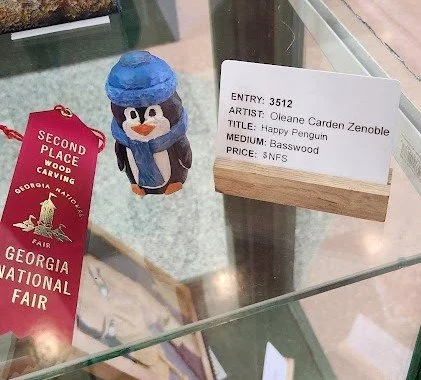 SECOND
PLACE
WOOD
CARVING
GEORGIA NATIONAL
FAIR
GEORGIA
NATIONAL
FAIR
ENTRY: 3512
ARTIST: Oleane Carden Zenoble
TITLE: Happy Penguin
MEDIUM: Basswood
PRICE: $NFS